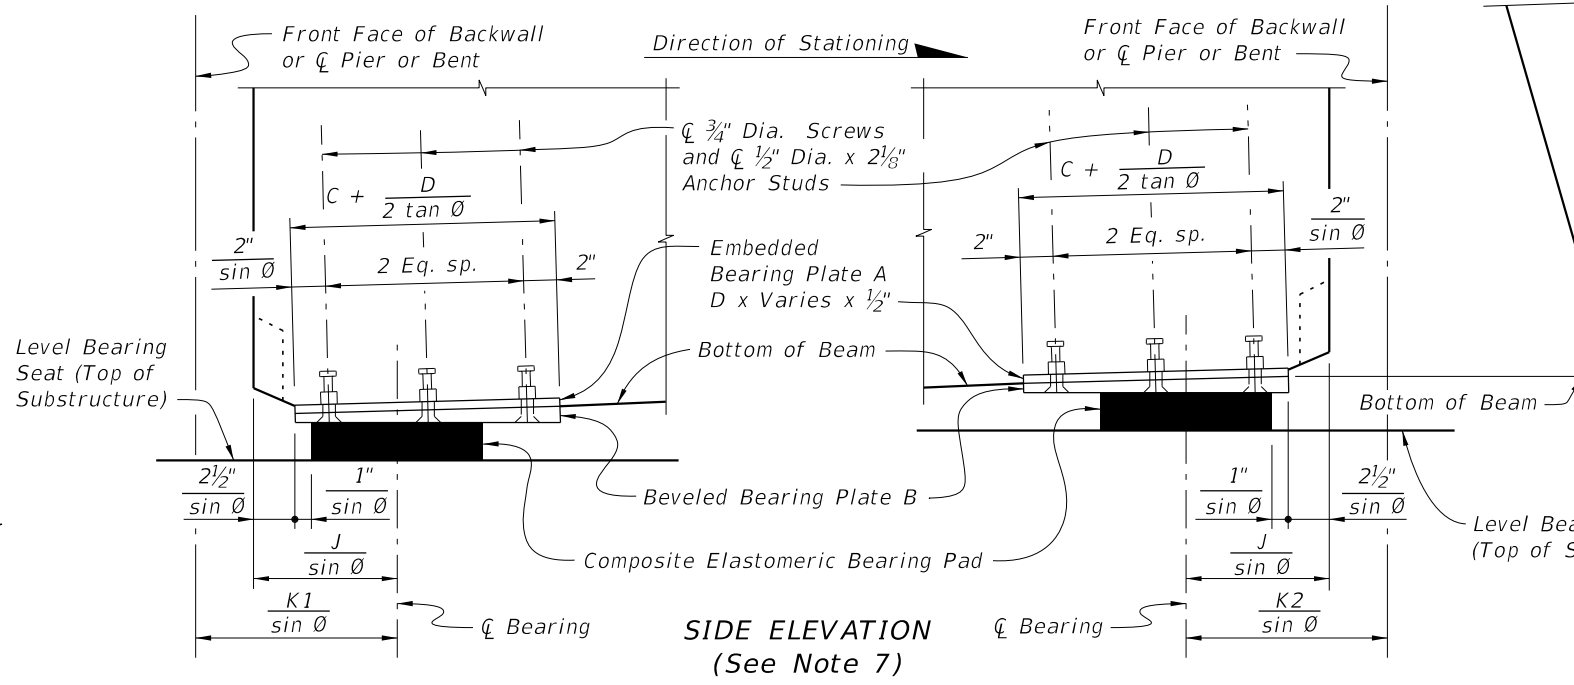 Front Face of Backwall
or ℄ Pier or Bent
Direction of Stationing
Front Face of Backwall
or ℄ Pier or Bent
℄ ¾" Dia. Screws
and ℄ ½" Dia. x 2⅛"
Anchor Studs
C + D
2 tan Ø
C + D
2 tan Ø
2"
sin Ø
2 Eq. sp.
2"
2"
2 Eq. sp.
2"
sin Ø
Embedded
Bearing Plate A
D x Varies x ½"
Level Bearing
Seat (Top of
Substructure)
Bottom of Beam
Bottom of Beam
2½"
sin Ø
1"
sin Ø
Beveled Bearing Plate B
1"
sin Ø
2½"
sin Ø
Level Bea
(Top of S
J
sin Ø
Composite Elastomeric Bearing Pad
J
sin Ø
K1
sin Ø
℄ Bearing
SIDE ELEVATION
(See Note 7)
℄ Bearing
K2
sin Ø